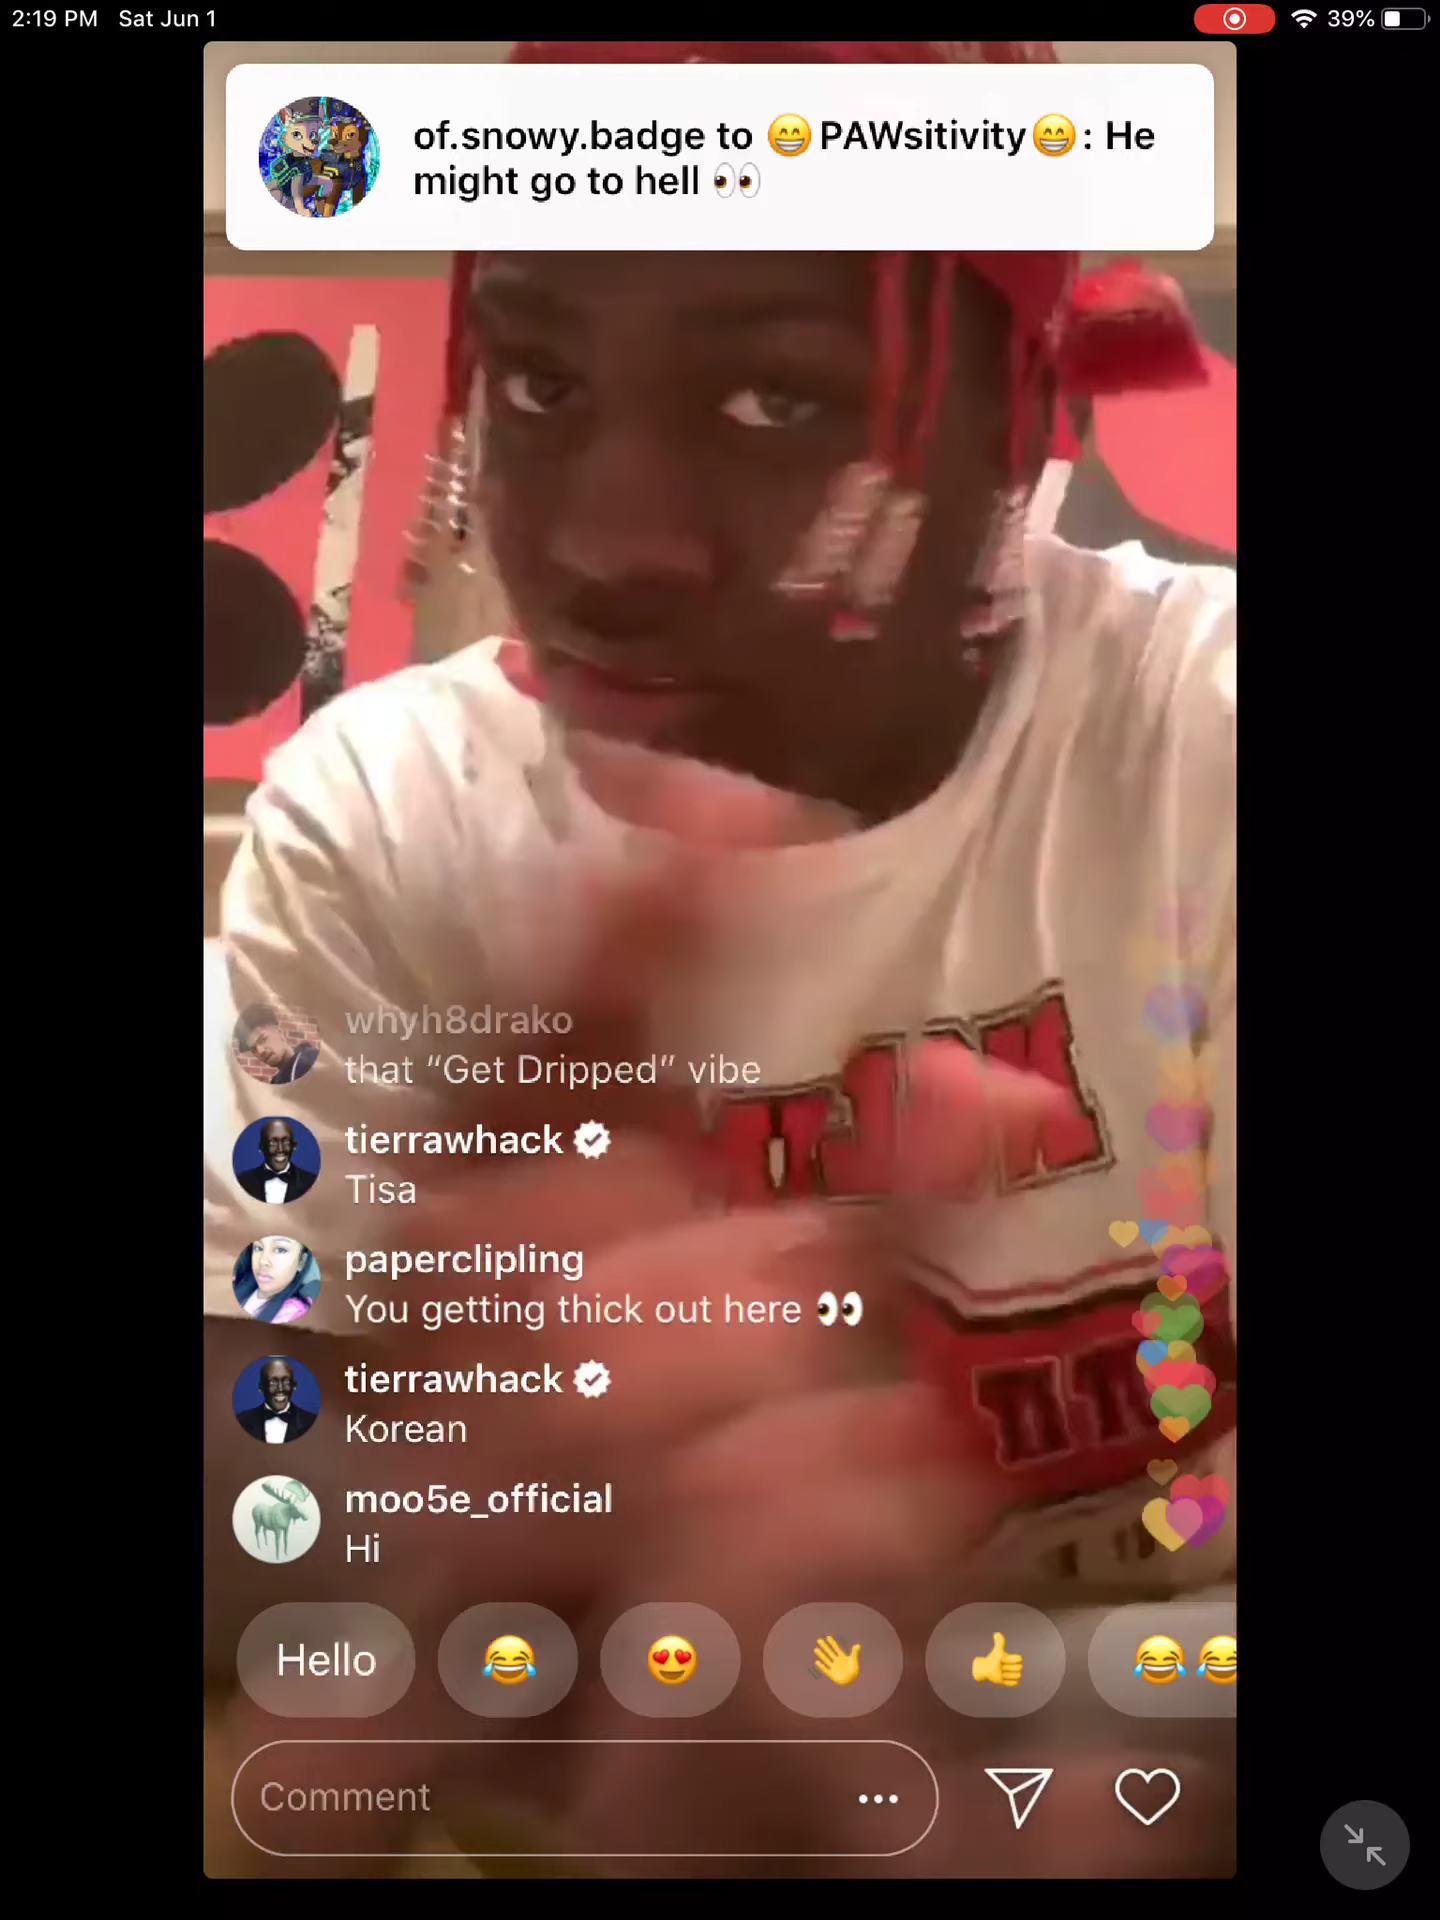 2:19 PM Sat Jun 1
39%
of.snowy.badge to 😁PAWsitivity😁: He
might go to hell 👀
whyh8drako
that “Get Dripped” vibe
tierrawhack
Tisa
paperclipling
You getting thick out here 👀
tierrawhack
Korean
moo5e_official
Hi
Hello 😂 😍 👋 👍 😂😂
Comment